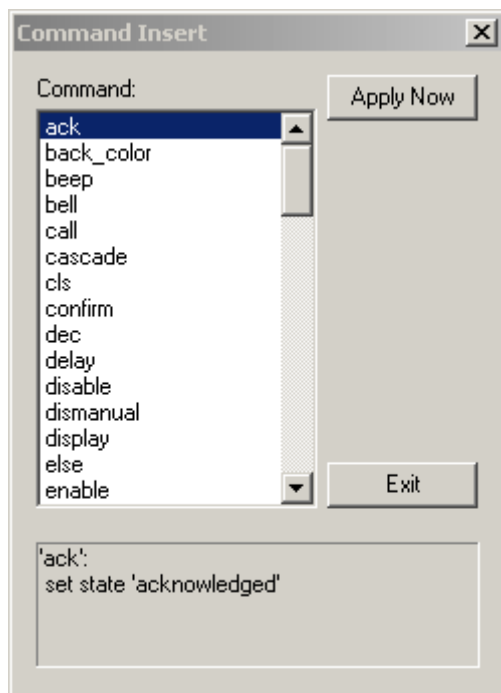 Command Insert
Command:
Apply Now
ack
back_color
beep
bell
call
cascade
cls
confirm
dec
delay
disable
dismanual
display
else
enable
Exit
'ack':
set state 'acknowledged'